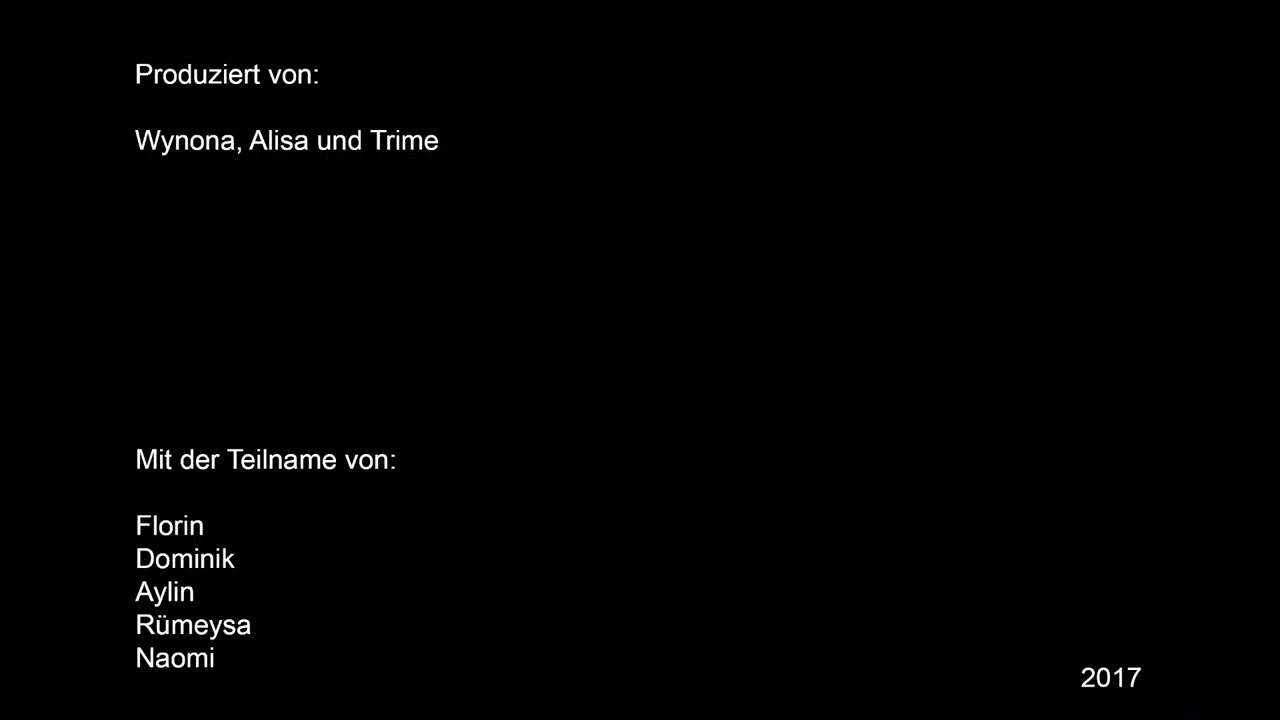 Produziert von:
Wynona, Alisa und Trime
Mit der Teilname von:
Florin
Dominik
Aylin
Rümeysa
Naomi
2017